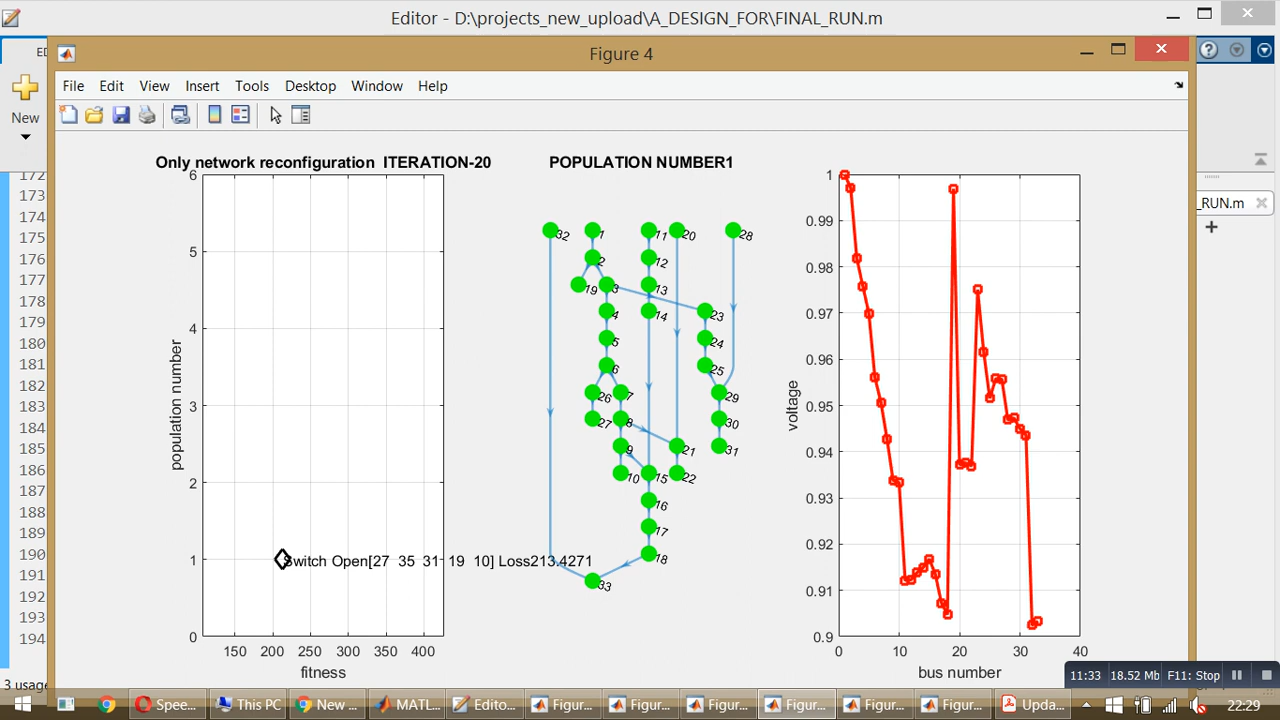 Editor - D:\projects_new_upload\A_DESIGN_FOR\FINAL_RUN.m
Figure 4
File Edit View Insert Tools Desktop Window Help
New
_RUN.m
3 usage
172
173
174
175
176
177
178
179
180
181
182
183
184
185
186
187
188
189
190
191
192
193
194
Only network reconfiguration ITERATION-20
6
5
4
3
2
1
0
population number
150 200 250 300 350 400
fitness
Switch Open[27 35 31 19 10] Loss213.4271
POPULATION NUMBER1
32 1 11 20 28
2 12
19 3 13
4 14 23
5 24
6 25
26 7 29
27 8 30
9 21 31
10 15 22
16
17
18
33
1
0.99
0.98
0.97
0.96
0.95
0.94
0.93
0.92
0.91
0.9
voltage
0 10 20 30 40
bus number
11:33 18.52 Mb F11: Stop
Spee... This PC New ... MATL... Edito... Figur... Figur... Figur... Figur... Figur... Figur... Upda... 22:29